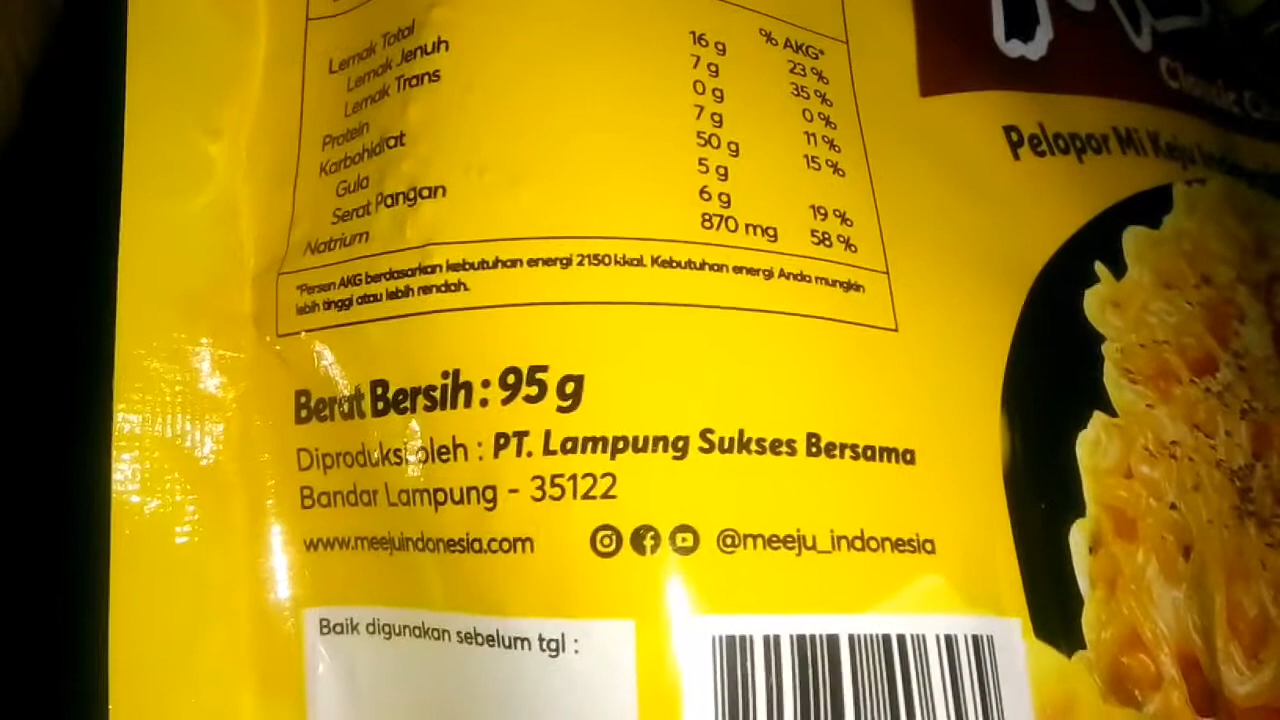 % AKG*
Lemak Total 16 g 23 %
Lemak Jenuh 7 g 35 %
Lemak Trans 0 g 0 %
Protein 7 g 11 %
Karbohidrat 50 g 15 %
Gula 5 g
Serat Pangan 6 g 19 %
Natrium 870 mg 58 %
*Persen AKG berdasarkan kebutuhan energi 2150 kkal. Kebutuhan energi Anda mungkin
lebih tinggi atau lebih rendah.
Berat Bersih : 95 g
Diproduksi oleh : PT. Lampung Sukses Bersama
Bandar Lampung - 35122
www.meejuindonesia.com @meeju_indonesia
Baik digunakan sebelum tgl :
Classic
Pelopor Mi Keju